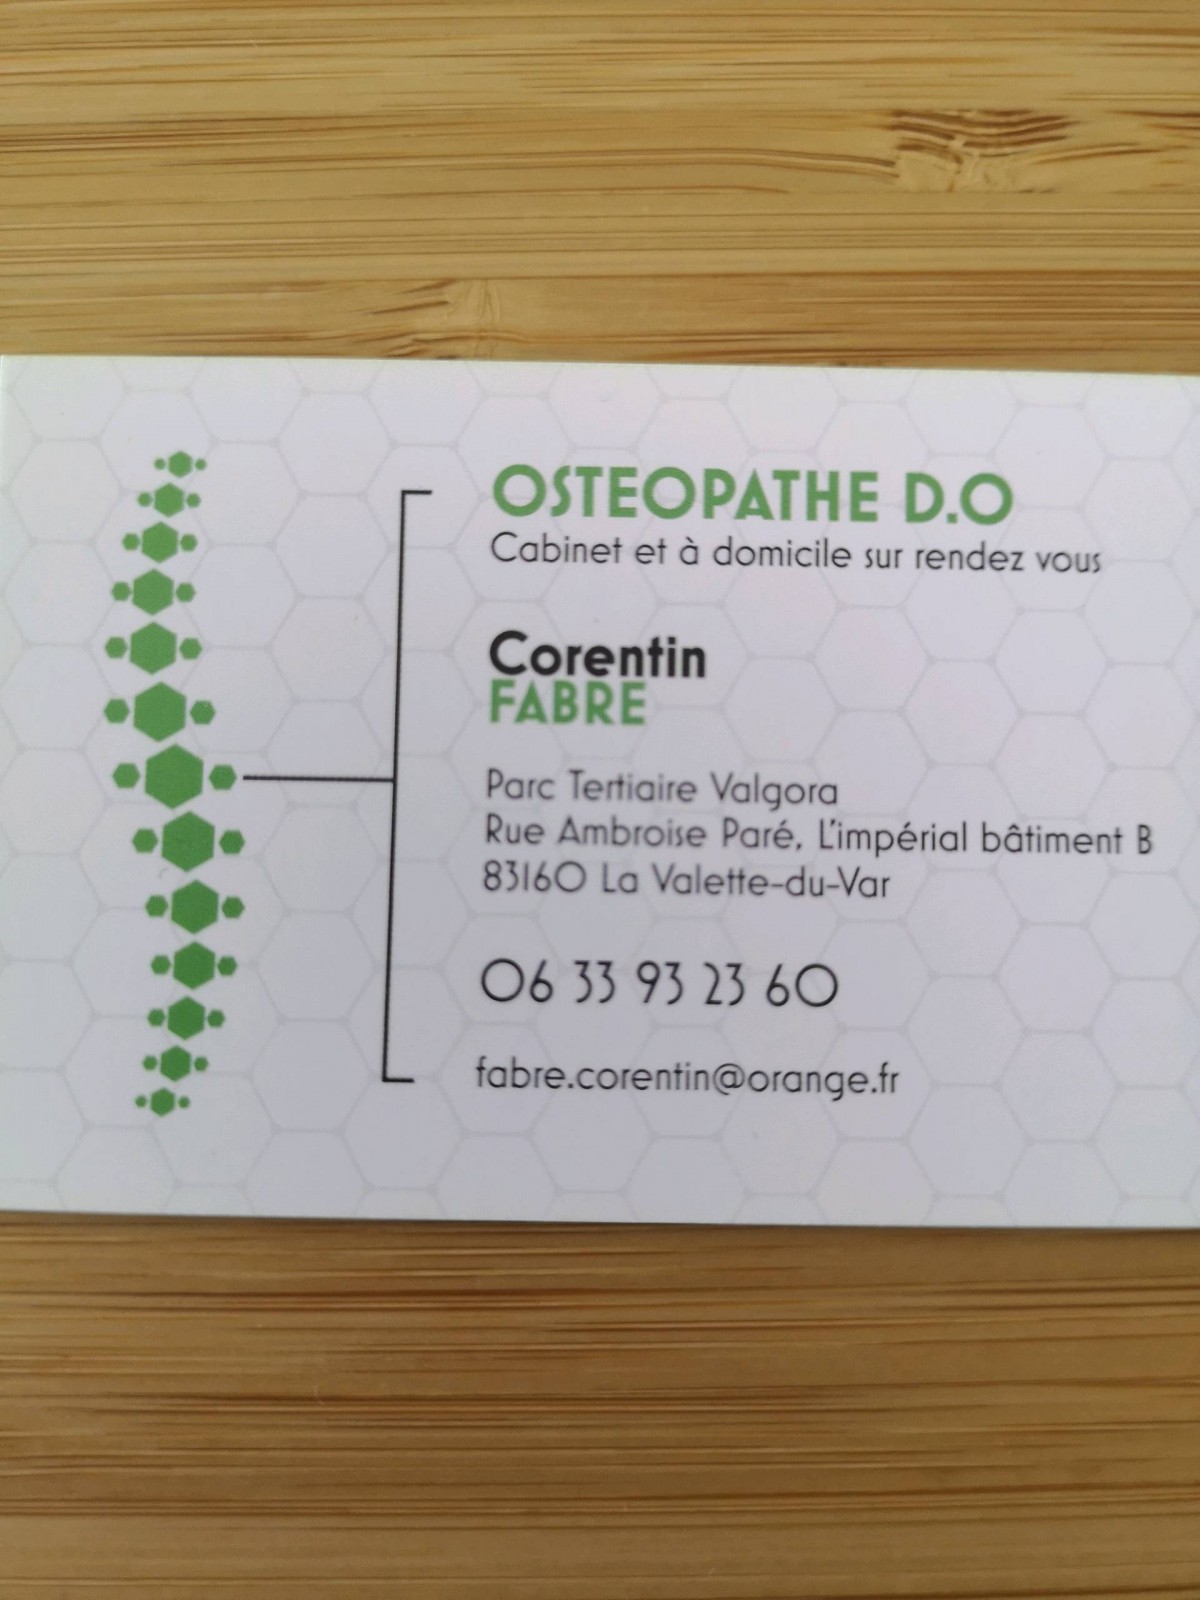 OSTEOPATHE D.O
Cabinet et à domicile sur rendez vous
Corentin
FABRE
Parc Tertiaire Valgora
Rue Ambroise Paré, L'impérial bâtiment B
83160 La Valette-du-Var
06 33 93 23 60
fabre.corentin@orange.fr